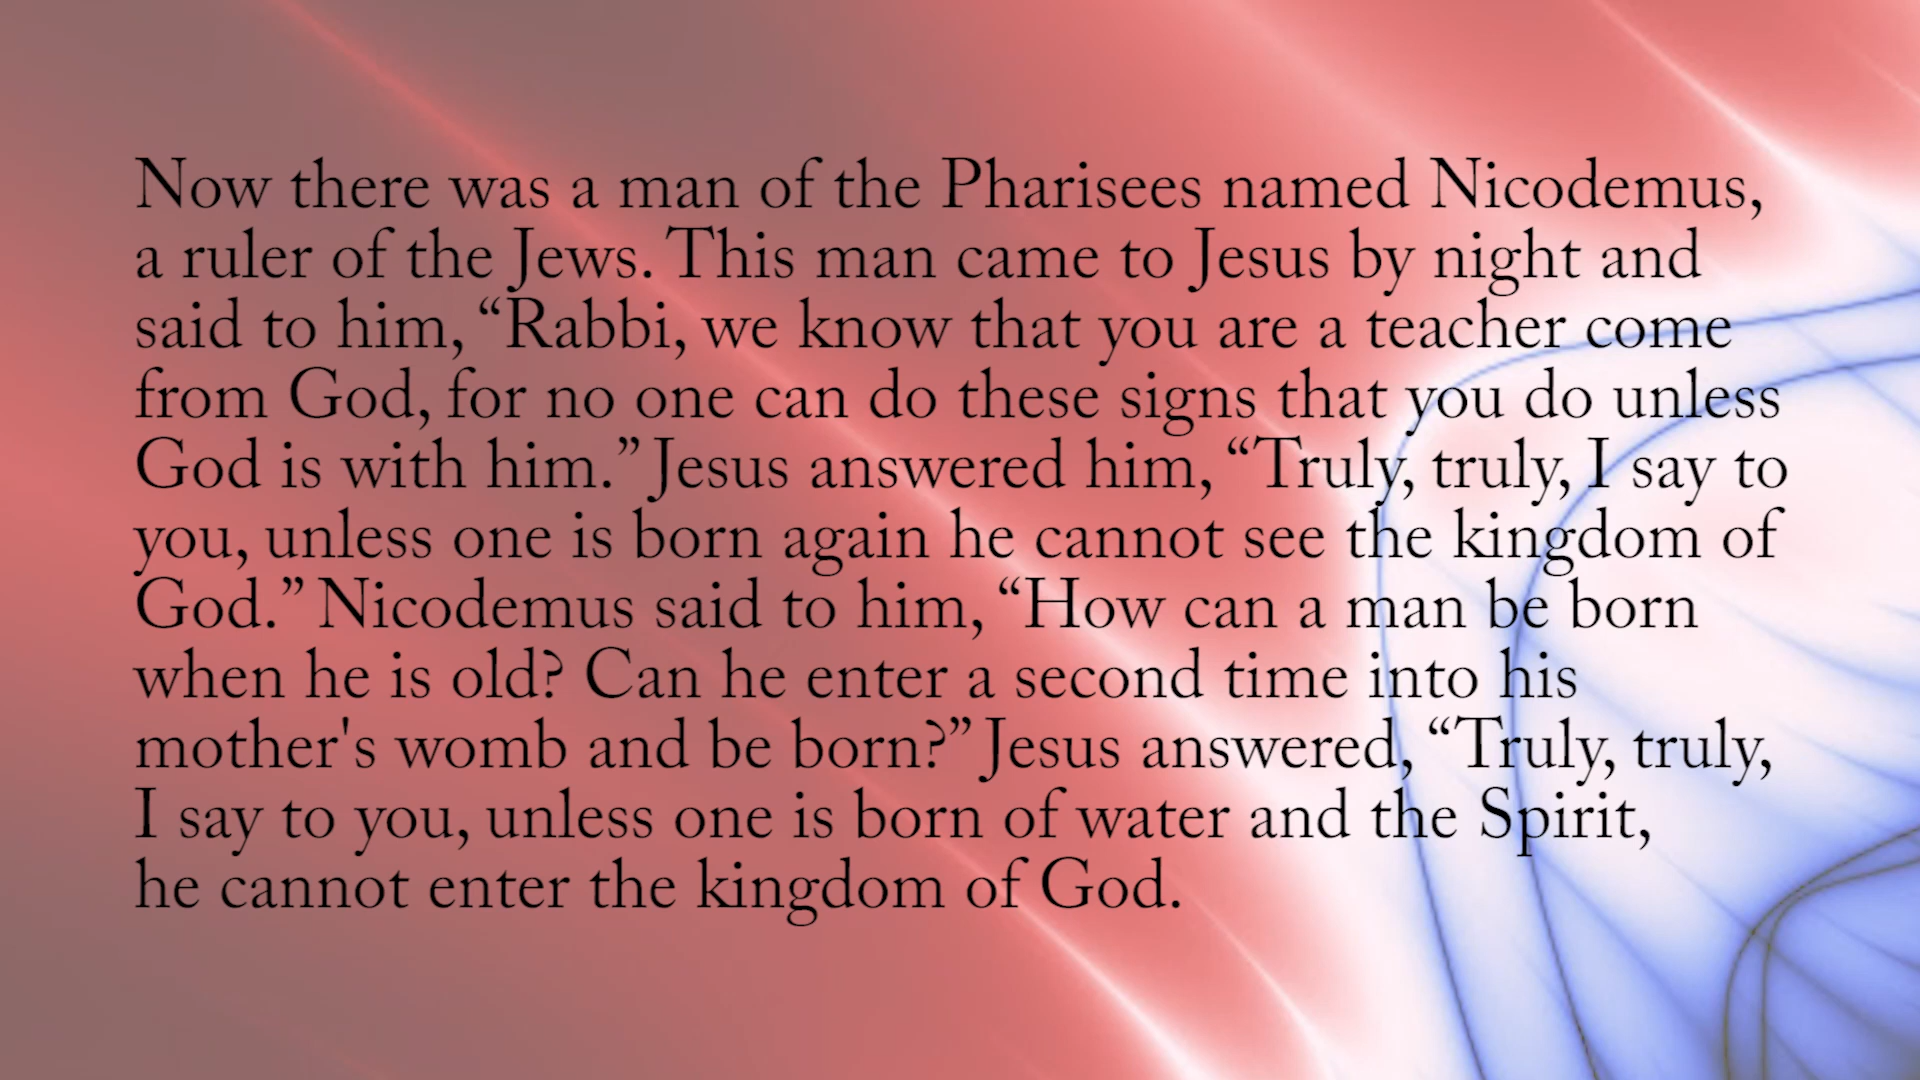 Now there was a man of the Pharisees named Nicodemus,
a ruler of the Jews. This man came to Jesus by night and
said to him, “Rabbi, we know that you are a teacher come
from God, for no one can do these signs that you do unless
God is with him.” Jesus answered him, “Truly, truly, I say to
you, unless one is born again he cannot see the kingdom of
God.” Nicodemus said to him, “How can a man be born
when he is old? Can he enter a second time into his
mother's womb and be born?” Jesus answered, “Truly, truly,
I say to you, unless one is born of water and the Spirit,
he cannot enter the kingdom of God.